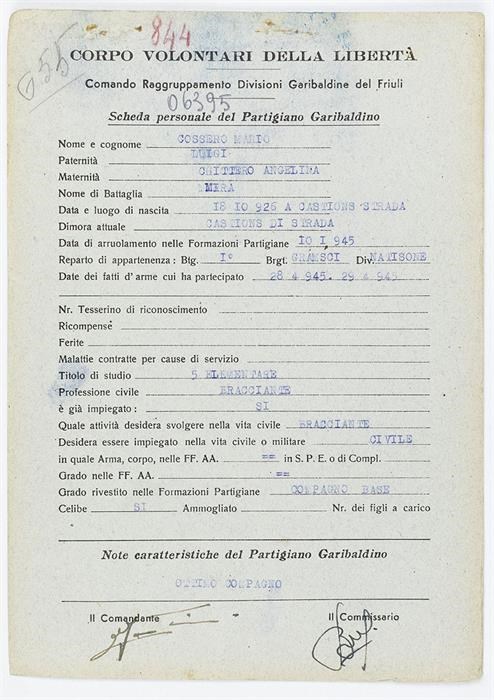 655
844
CORPO VOLONTARI DELLA LIBERTÀ
Comando Raggruppamento Divisioni Garibaldine del Friuli
06395
Scheda personale del Partigiano Garibaldino
Nome e cognome COSSERO MARIO
Paternità LUIGI
Maternità CHITIERO ANGELINA
Nome di Battaglia MIRA
Data e luogo di nascita 18 IO 926 A CASTIONS STRADA
Dimora attuale CASTIONS DI STRADA
Data di arruolamento nelle Formazioni Partigiane IO I 945
Reparto di appartenenza : Btg. I° Brgt. GRAMSCI Div. NATISONE
Date dei fatti d'arme cui ha partecipato 28 4 945. 29 4 945
Nr. Tesserino di riconoscimento
Ricompense
Ferite
Malattie contratte per cause di servizio
Titolo di studio 5 ELEMENTARE
Professione civile BRACCIANTE
è già impiegato : SI
Quale attività desidera svolgere nella vita civile BRACCIANTE
Desidera essere impiegato nella vita civile o militare CIVILE
in quale Arma, corpo, nelle FF. AA. == in S. P. E. o di Compl.
Grado nelle FF. AA. ==
Grado rivestito nelle Formazioni Partigiane COMPAGNO BASE
Celibe SI Ammogliato Nr. dei figli a carico
Note caratteristiche del Partigiano Garibaldino
OTTIMO COMPAGNO
Il Comandante Il Commissario